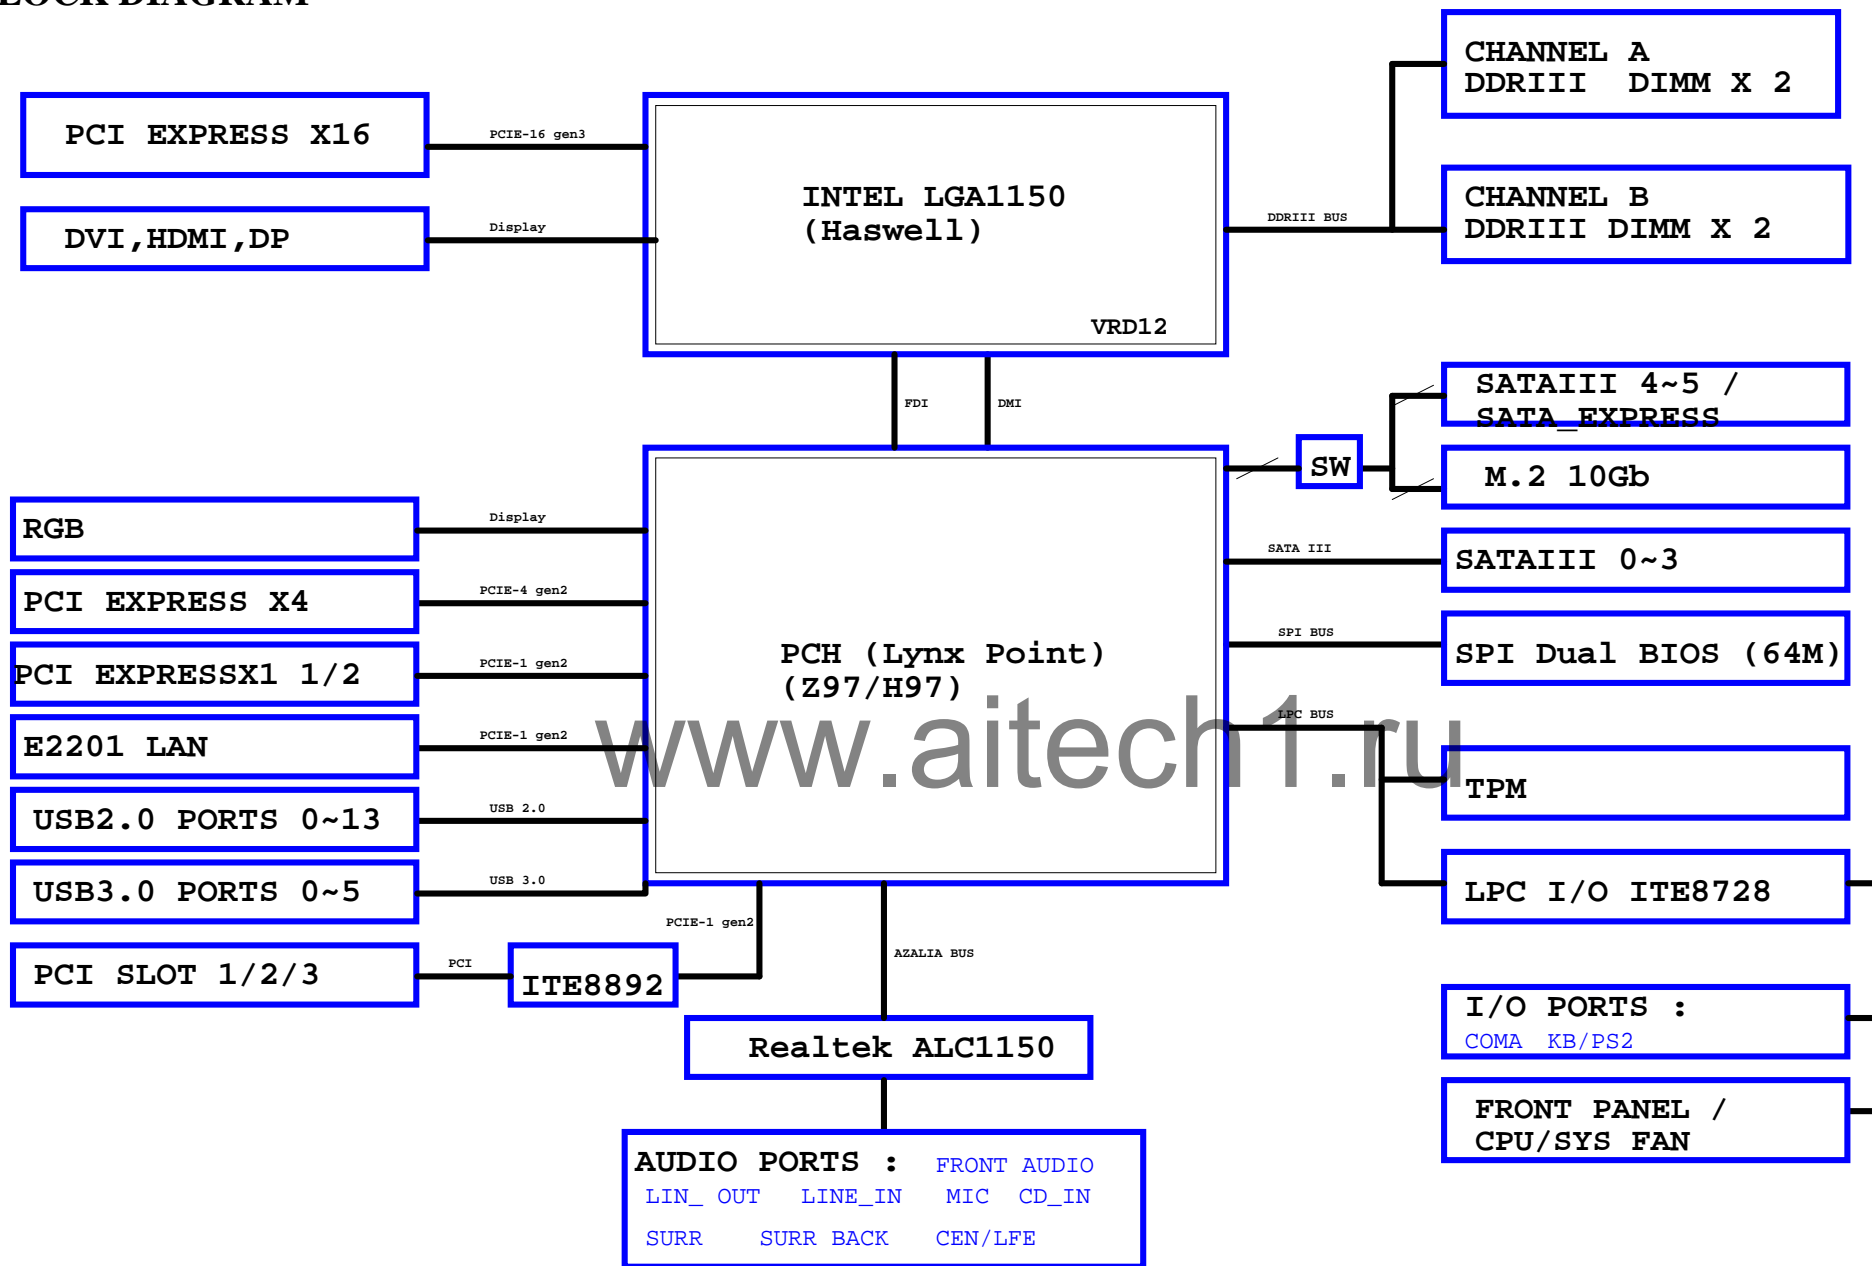 LOCK DIAGRAM
CHANNEL A
DDRIII DIMM X 2
PCI EXPRESS X16
PCIE-16 gen3
INTEL LGA1150
(Haswell)
VRD12
CHANNEL B
DDRIII DIMM X 2
DDRIII BUS
DVI,HDMI,DP
Display
FDI
DMI
SATAIII 4~5 /
SATA_EXPRESS
SW
M.2 10Gb
RGB
Display
SATA III
SATAIII 0~3
PCI EXPRESS X4
PCIE-4 gen2
PCH (Lynx Point)
(Z97/H97)
SPI BUS
SPI Dual BIOS (64M)
PCI EXPRESSX1 1/2
PCIE-1 gen2
www.aitech1.ru
LPC BUS
E2201 LAN
PCIE-1 gen2
TPM
USB2.0 PORTS 0~13
USB 2.0
USB3.0 PORTS 0~5
USB 3.0
LPC I/O ITE8728
PCIE-1 gen2
PCI SLOT 1/2/3
PCI
ITE8892
AZALIA BUS
I/O PORTS :
COMA KB/PS2
Realtek ALC1150
FRONT PANEL /
CPU/SYS FAN
AUDIO PORTS : FRONT AUDIO
LIN_ OUT LINE_IN MIC CD_IN
SURR SURR BACK CEN/LFE